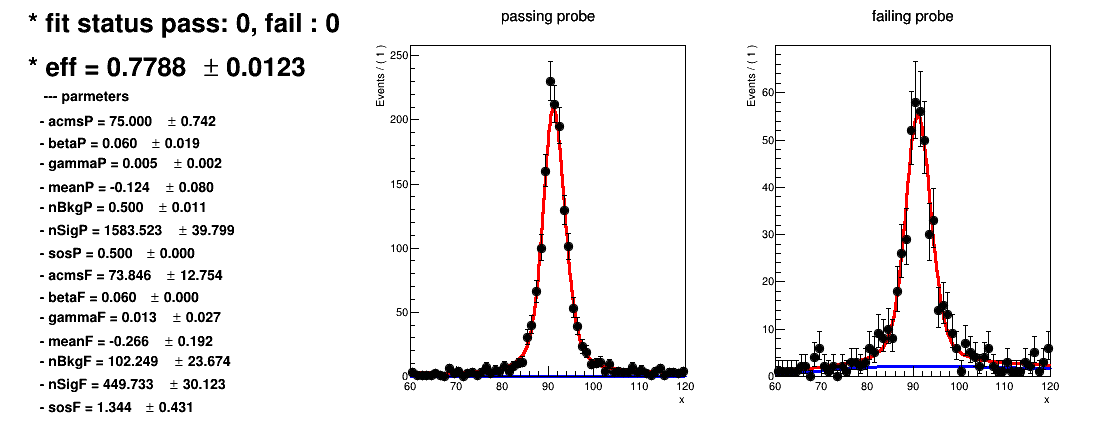 * fit status pass: 0, fail : 0
* eff = 0.7788 ± 0.0123
--- parmeters
- acmsP = 75.000 ± 0.742
- betaP = 0.060 ± 0.019
- gammaP = 0.005 ± 0.002
- meanP = -0.124 ± 0.080
- nBkgP = 0.500 ± 0.011
- nSigP = 1583.523 ± 39.799
- sosP = 0.500 ± 0.000
- acmsF = 73.846 ± 12.754
- betaF = 0.060 ± 0.000
- gammaF = 0.013 ± 0.027
- meanF = -0.266 ± 0.192
- nBkgF = 102.249 ± 23.674
- nSigF = 449.733 ± 30.123
- sosF = 1.344 ± 0.431
passing probe
Events / ( 1 )
250
200
150
100
50
0
60 70 80 90 100 110 120
x
failing probe
Events / ( 1 )
60
50
40
30
20
10
0
60 70 80 90 100 110 120
x